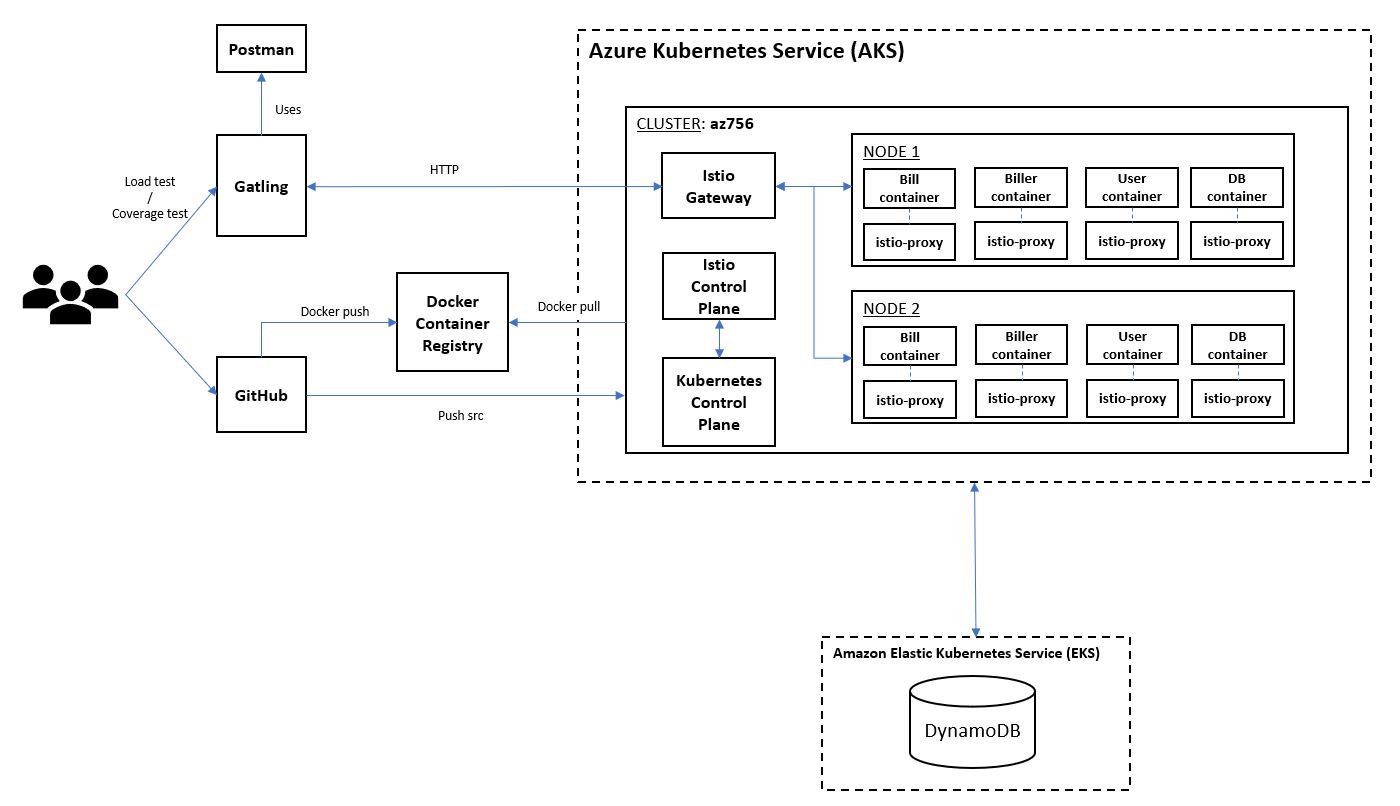 Postman
Uses
Gatling
Load test
/
Coverage test
HTTP
Docker push
Docker
Container
Registry
Docker pull
GitHub
Push src
Azure Kubernetes Service (AKS)
CLUSTER: az756
Istio
Gateway
Istio
Control
Plane
Kubernetes
Control
Plane
NODE 1
Bill
container
Biller
container
User
container
DB
container
istio-proxy
istio-proxy
istio-proxy
istio-proxy
NODE 2
Bill
container
Biller
container
User
container
DB
container
istio-proxy
istio-proxy
istio-proxy
istio-proxy
Amazon Elastic Kubernetes Service (EKS)
DynamoDB